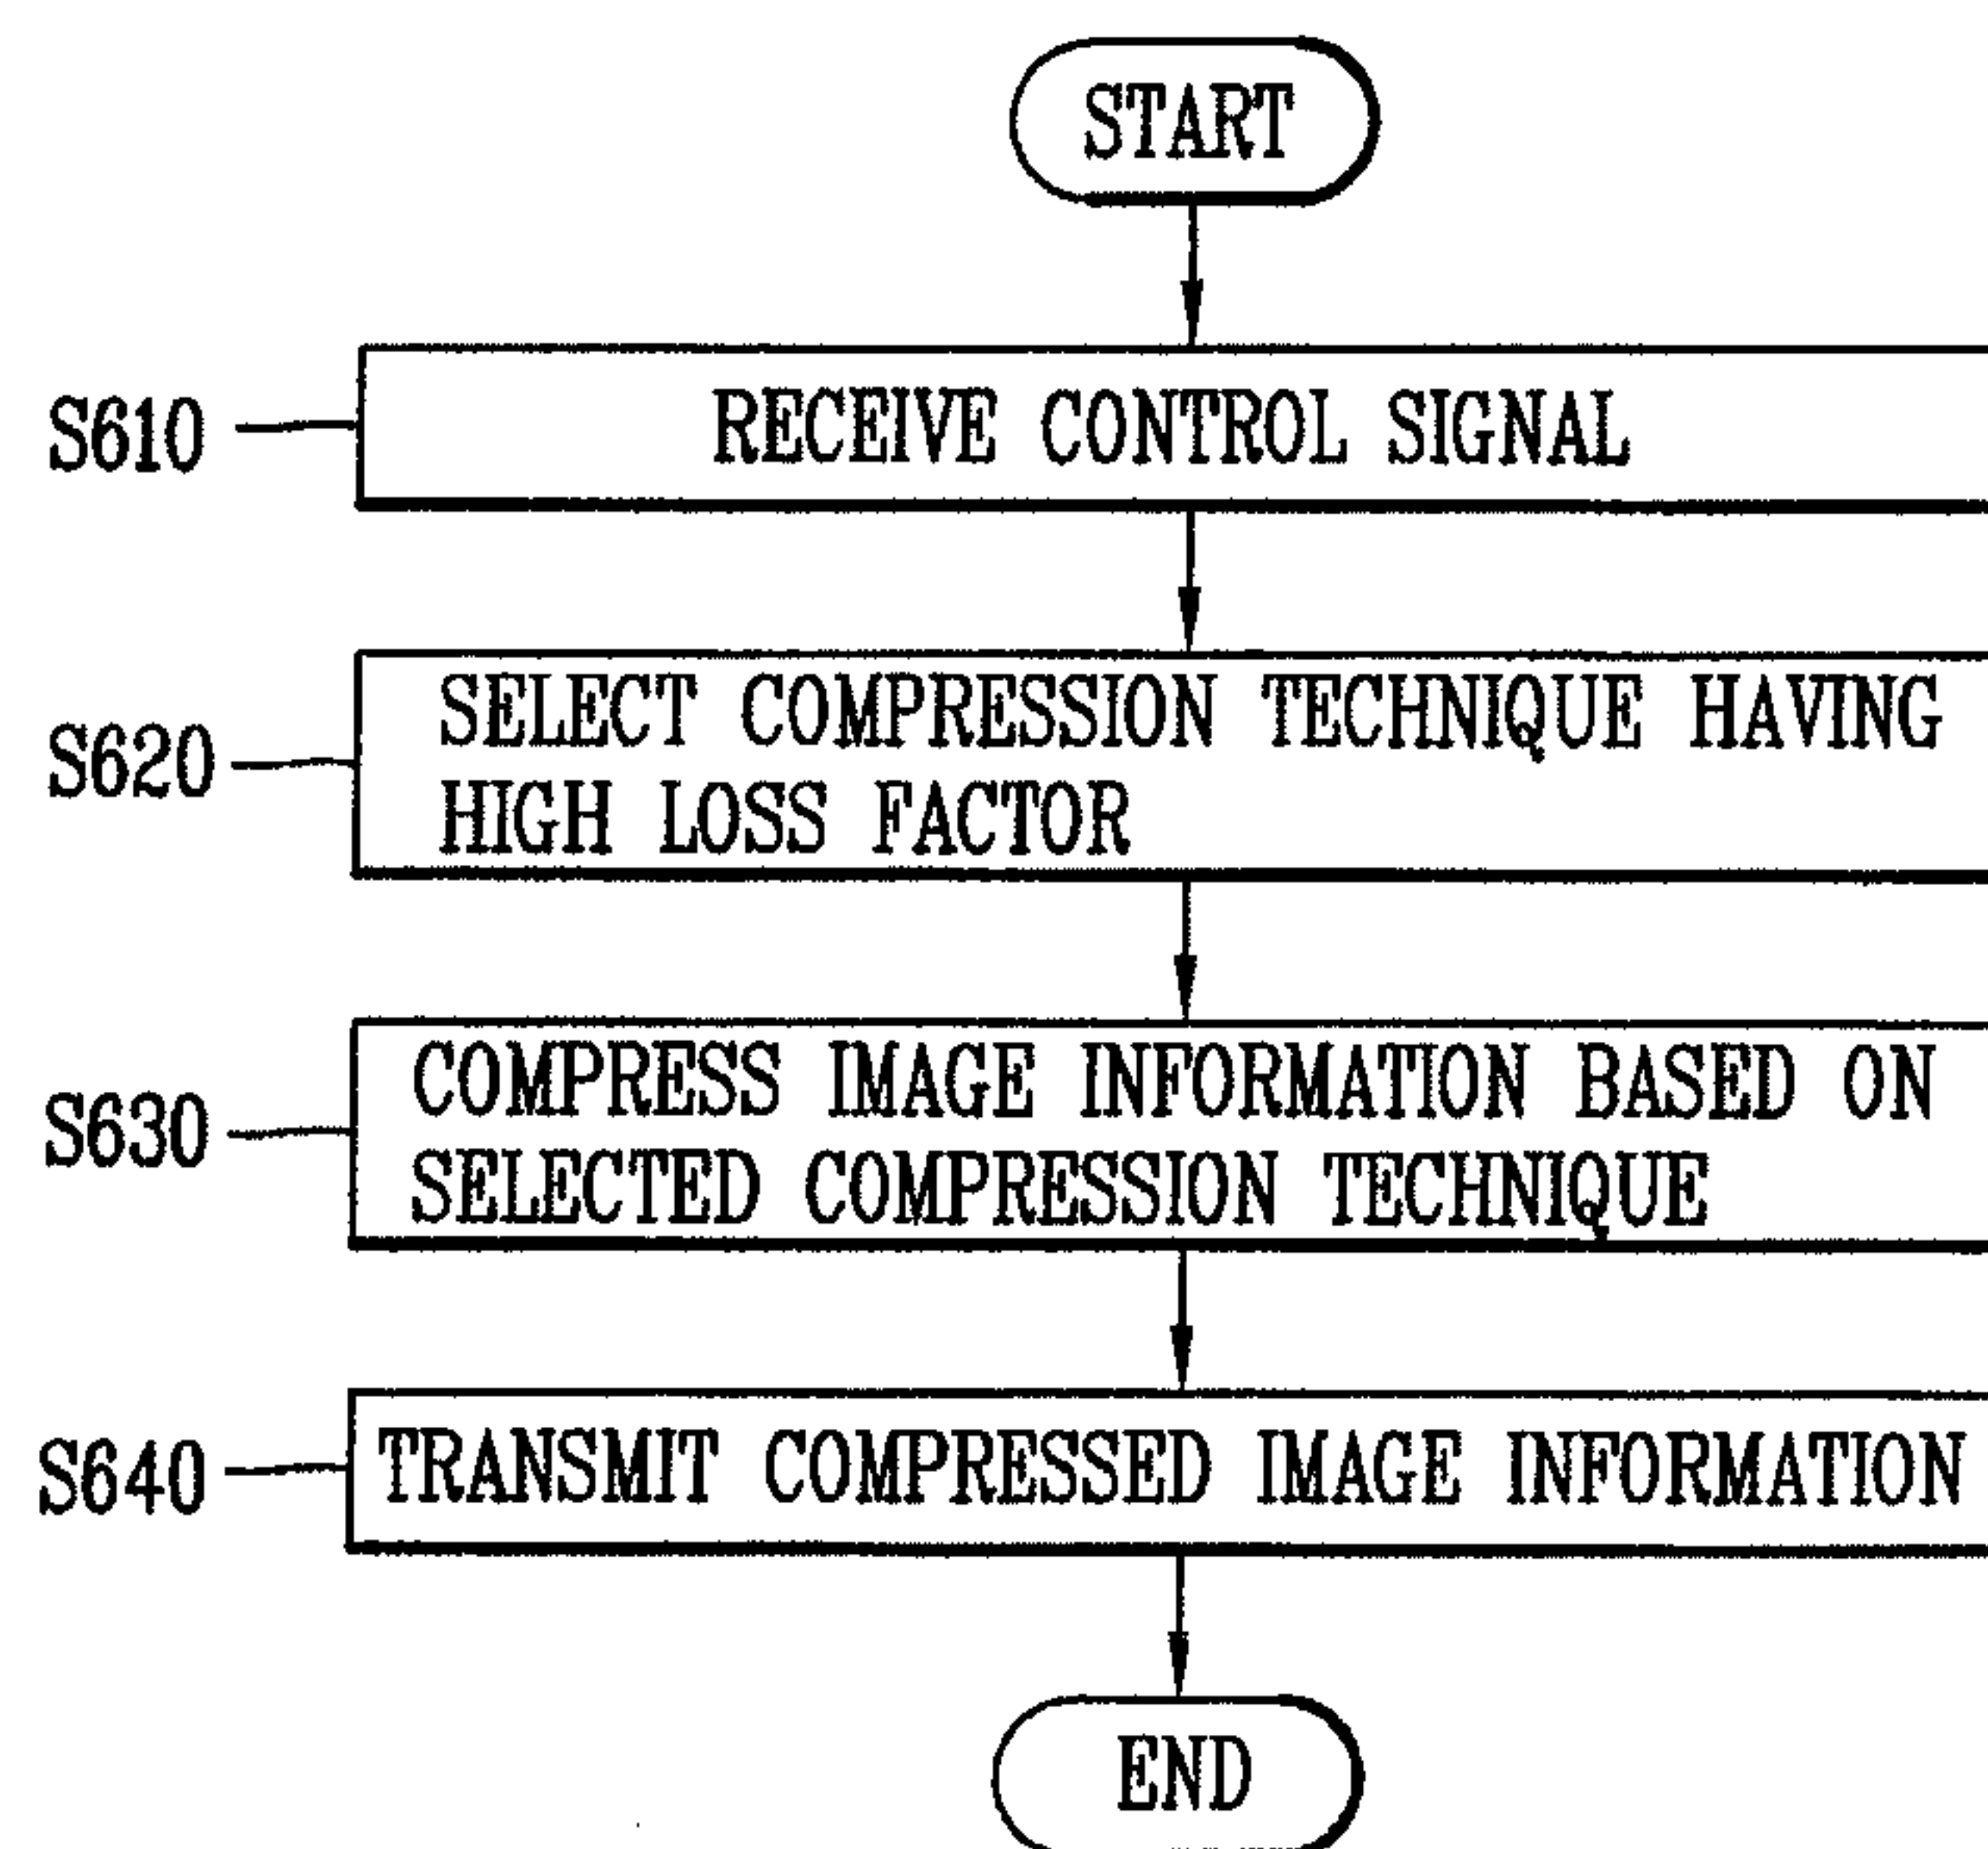 START
S610
RECEIVE CONTROL SIGNAL
S620
SELECT COMPRESSION TECHNIQUE HAVING
HIGH LOSS FACTOR
S630
COMPRESS IMAGE INFORMATION BASED ON
SELECTED COMPRESSION TECHNIQUE
S640
TRANSMIT COMPRESSED IMAGE INFORMATION
END